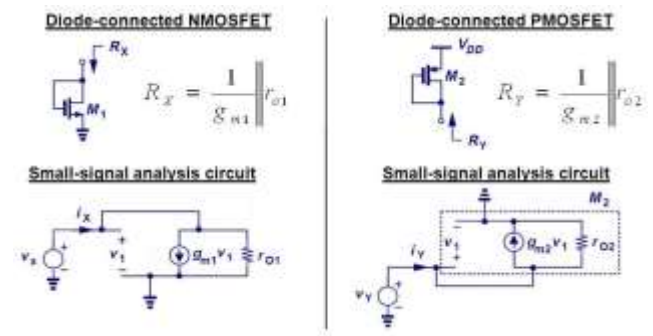 Diode-connected NMOSFET
R_X
M_1
R_X = 1 / g_m1 || r_o1
Small-signal analysis circuit
i_X
v_x
+
−
+
v_1
−
g_m1 v_1
r_O1
Diode-connected PMOSFET
V_DD
M_2
R_Y
R_Y = 1 / g_m2 || r_o2
Small-signal analysis circuit
M_2
−
v_1
+
g_m2 v_1
r_O2
i_Y
v_Y
+
−